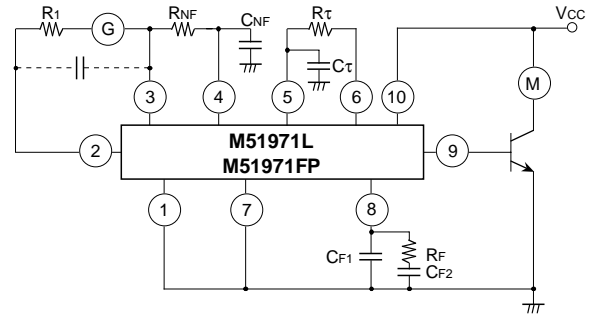 R1 G RNF CNF Rτ VCC
Cτ M
3 4 5 6 10
2 M51971L 9
M51971FP
1 7 8
CF1 RF
CF2